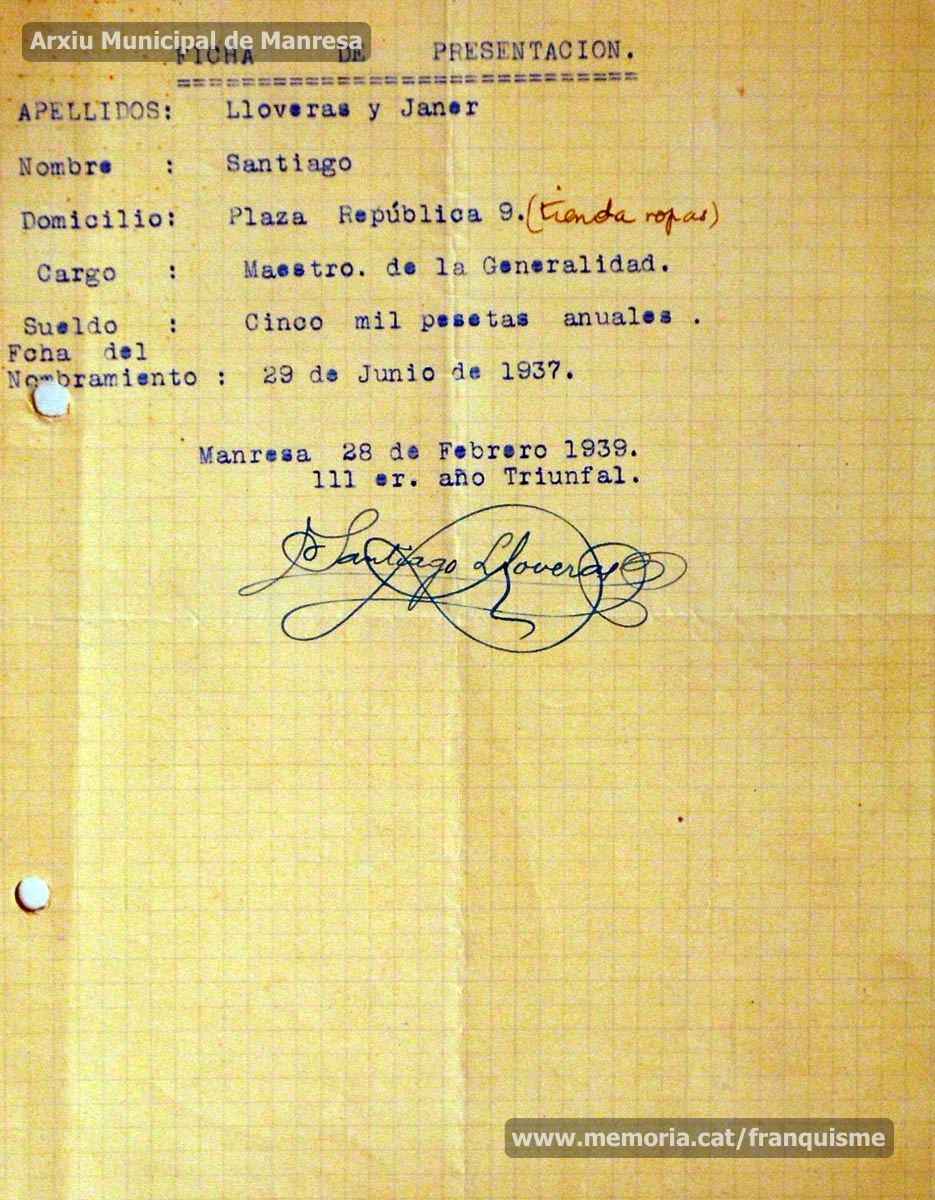 Arxiu Municipal de Manresa
FICHA DE PRESENTACION.
==============================
APELLIDOS: Lloveras y Janer
Nombre : Santiago
Domicilio: Plaza República 9. (tienda ropas)
Cargo : Maestro. de la Generalidad.
Sueldo : Cinco mil pesetas anuales .
Fcha del
Nombramiento : 29 de Junio de 1937.
Manresa 28 de Febrero 1939.
111 er. año Triunfal.
Santiago Lloveras
www.memoria.cat/franquisme